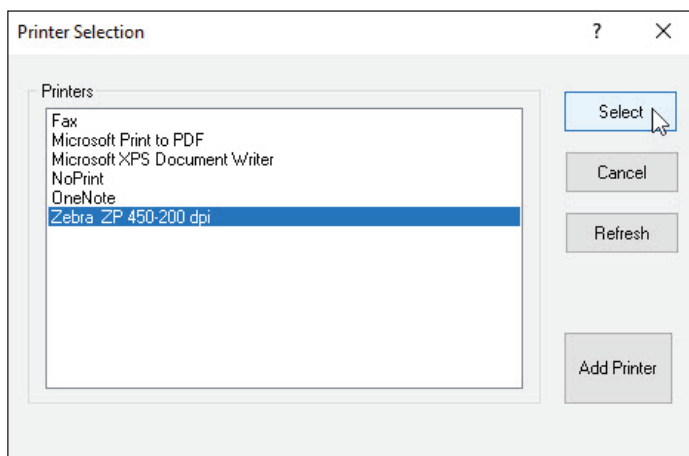 Printer Selection ? ×
Printers
Fax
Microsoft Print to PDF
Microsoft XPS Document Writer
NoPrint
OneNote
Zebra ZP 450-200 dpi
Select
Cancel
Refresh
Add Printer